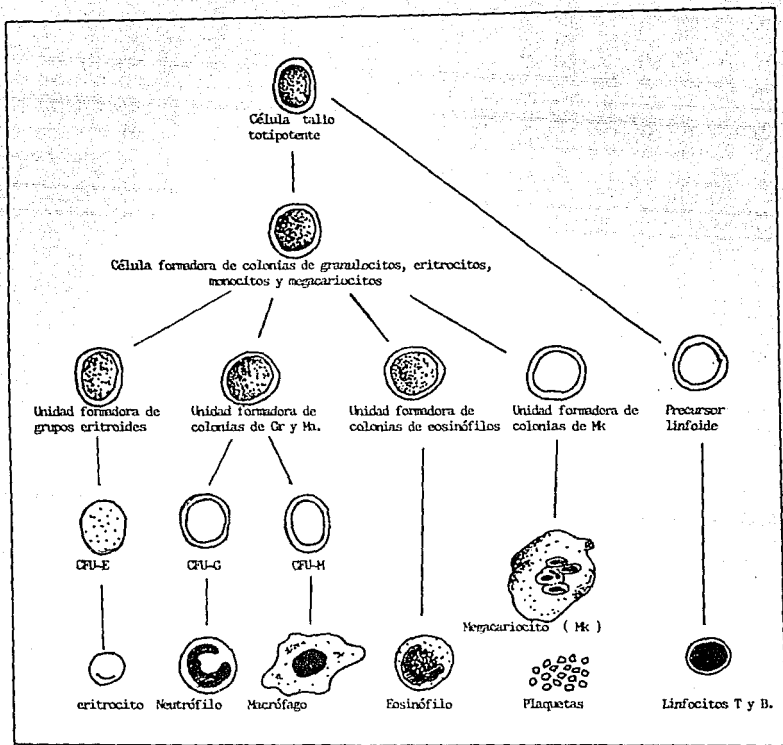 Célula tallo
totipotente
Célula formadora de colonias de granulocitos, eritrocitos,
monocitos y megacariocitos
Unidad formadora de
grupos eritroides
Unidad formadora de
colonias de Gr y Ma.
Unidad formadora de
colonias de eosinófilos
Unidad formadora de
colonias de Mk
Precursor
linfoide
CFU-E
CFU-G
CFU-M
Megacariocito ( Mk )
eritrocito
Neutrófilo
Macrófago
Eosinófilo
Plaquetas
Linfocitos T y B.